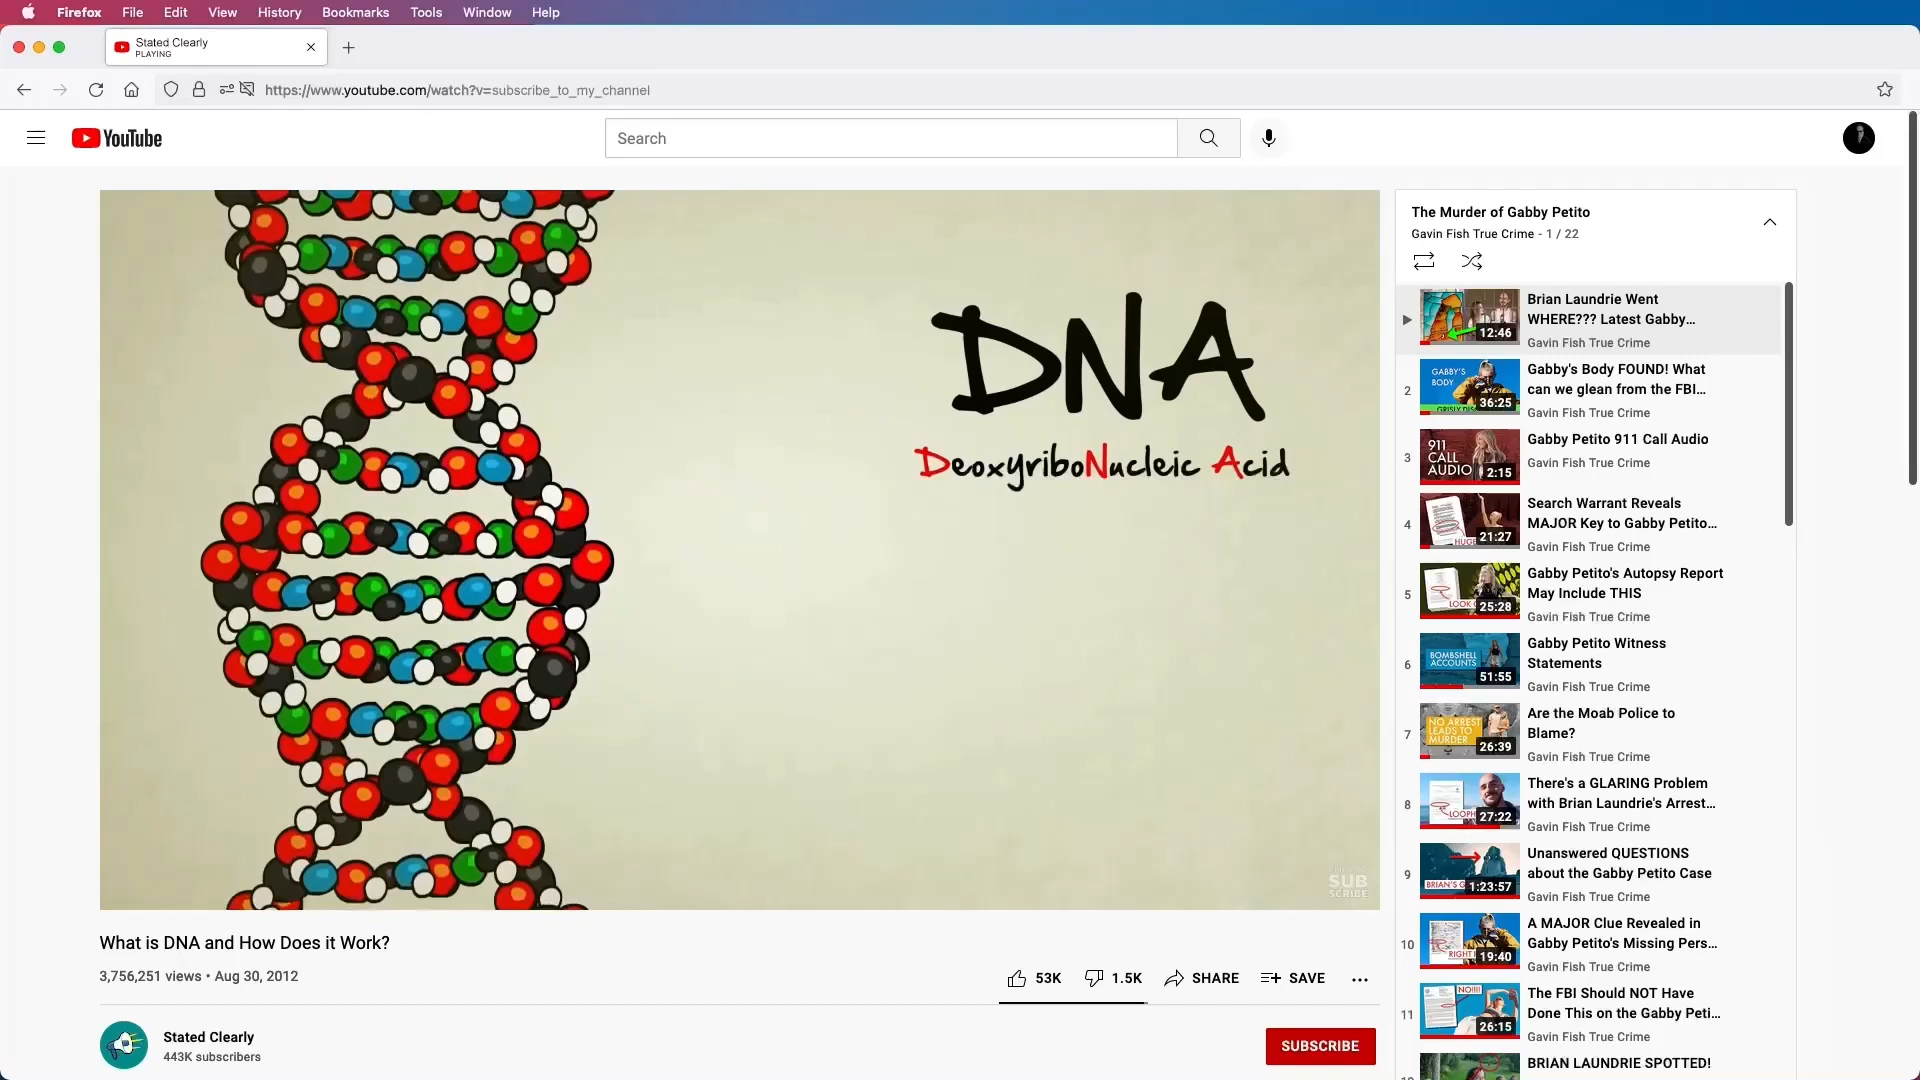 Firefox File Edit View History Bookmarks Tools Window Help
Stated Clearly
PLAYING
https://www.youtube.com/watch?v=subscribe_to_my_channel
YouTube
Search
DNA
DeoxyriboNucleic Acid
SUB
SCRIBE
What is DNA and How Does it Work?
3,756,251 views • Aug 30, 2012
53K 1.5K SHARE SAVE
Stated Clearly
443K subscribers
SUBSCRIBE
The Murder of Gabby Petito
Gavin Fish True Crime - 1 / 22
12:46
Brian Laundrie Went
WHERE??? Latest Gabby…
Gavin Fish True Crime
2
GABBY'S
BODY
36:25
Gabby's Body FOUND! What
can we glean from the FBI…
Gavin Fish True Crime
3
911
CALL
AUDIO
2:15
Gabby Petito 911 Call Audio
Gavin Fish True Crime
4
21:27
Search Warrant Reveals
MAJOR Key to Gabby Petito…
Gavin Fish True Crime
5
LOOK
25:28
Gabby Petito's Autopsy Report
May Include THIS
Gavin Fish True Crime
6
BOMBSHELL
ACCOUNTS
51:55
Gabby Petito Witness
Statements
Gavin Fish True Crime
7
NO ARREST
LEADS TO
MURDER
26:39
Are the Moab Police to
Blame?
Gavin Fish True Crime
8
LOOPH
27:22
There's a GLARING Problem
with Brian Laundrie's Arrest…
Gavin Fish True Crime
9
BRIAN'S G
1:23:57
Unanswered QUESTIONS
about the Gabby Petito Case
Gavin Fish True Crime
10
RIGHT
19:40
A MAJOR Clue Revealed in
Gabby Petito's Missing Pers…
Gavin Fish True Crime
11
NO!!!!
26:15
The FBI Should NOT Have
Done This on the Gabby Peti…
Gavin Fish True Crime
BRIAN LAUNDRIE SPOTTED!